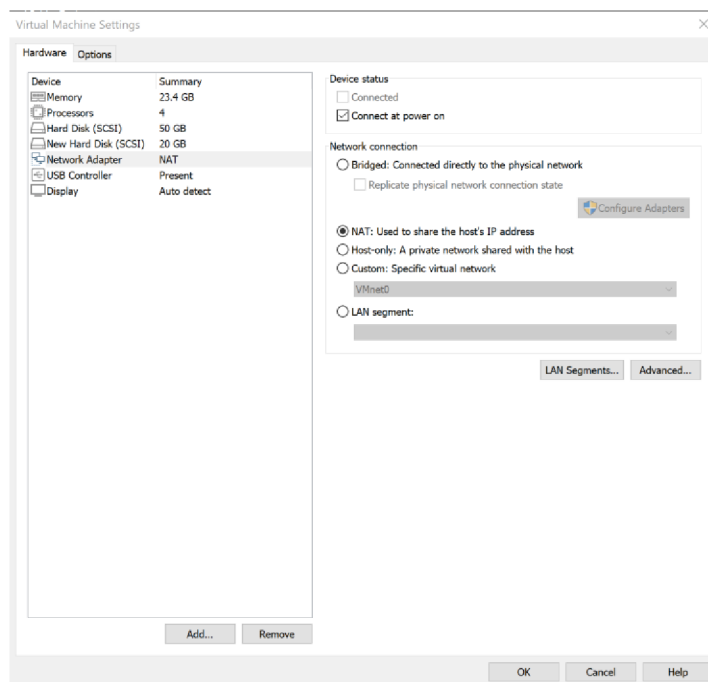 Virtual Machine Settings
Hardware Options
Device Summary
Memory 23.4 GB
Processors 4
Hard Disk (SCSI) 50 GB
New Hard Disk (SCSI) 20 GB
Network Adapter NAT
USB Controller Present
Display Auto detect
Add... Remove
Device status
Connected
Connect at power on
Network connection
Bridged: Connected directly to the physical network
Replicate physical network connection state
Configure Adapters
NAT: Used to share the host's IP address
Host-only: A private network shared with the host
Custom: Specific virtual network
VMnet0
LAN segment:
LAN Segments... Advanced...
OK Cancel Help